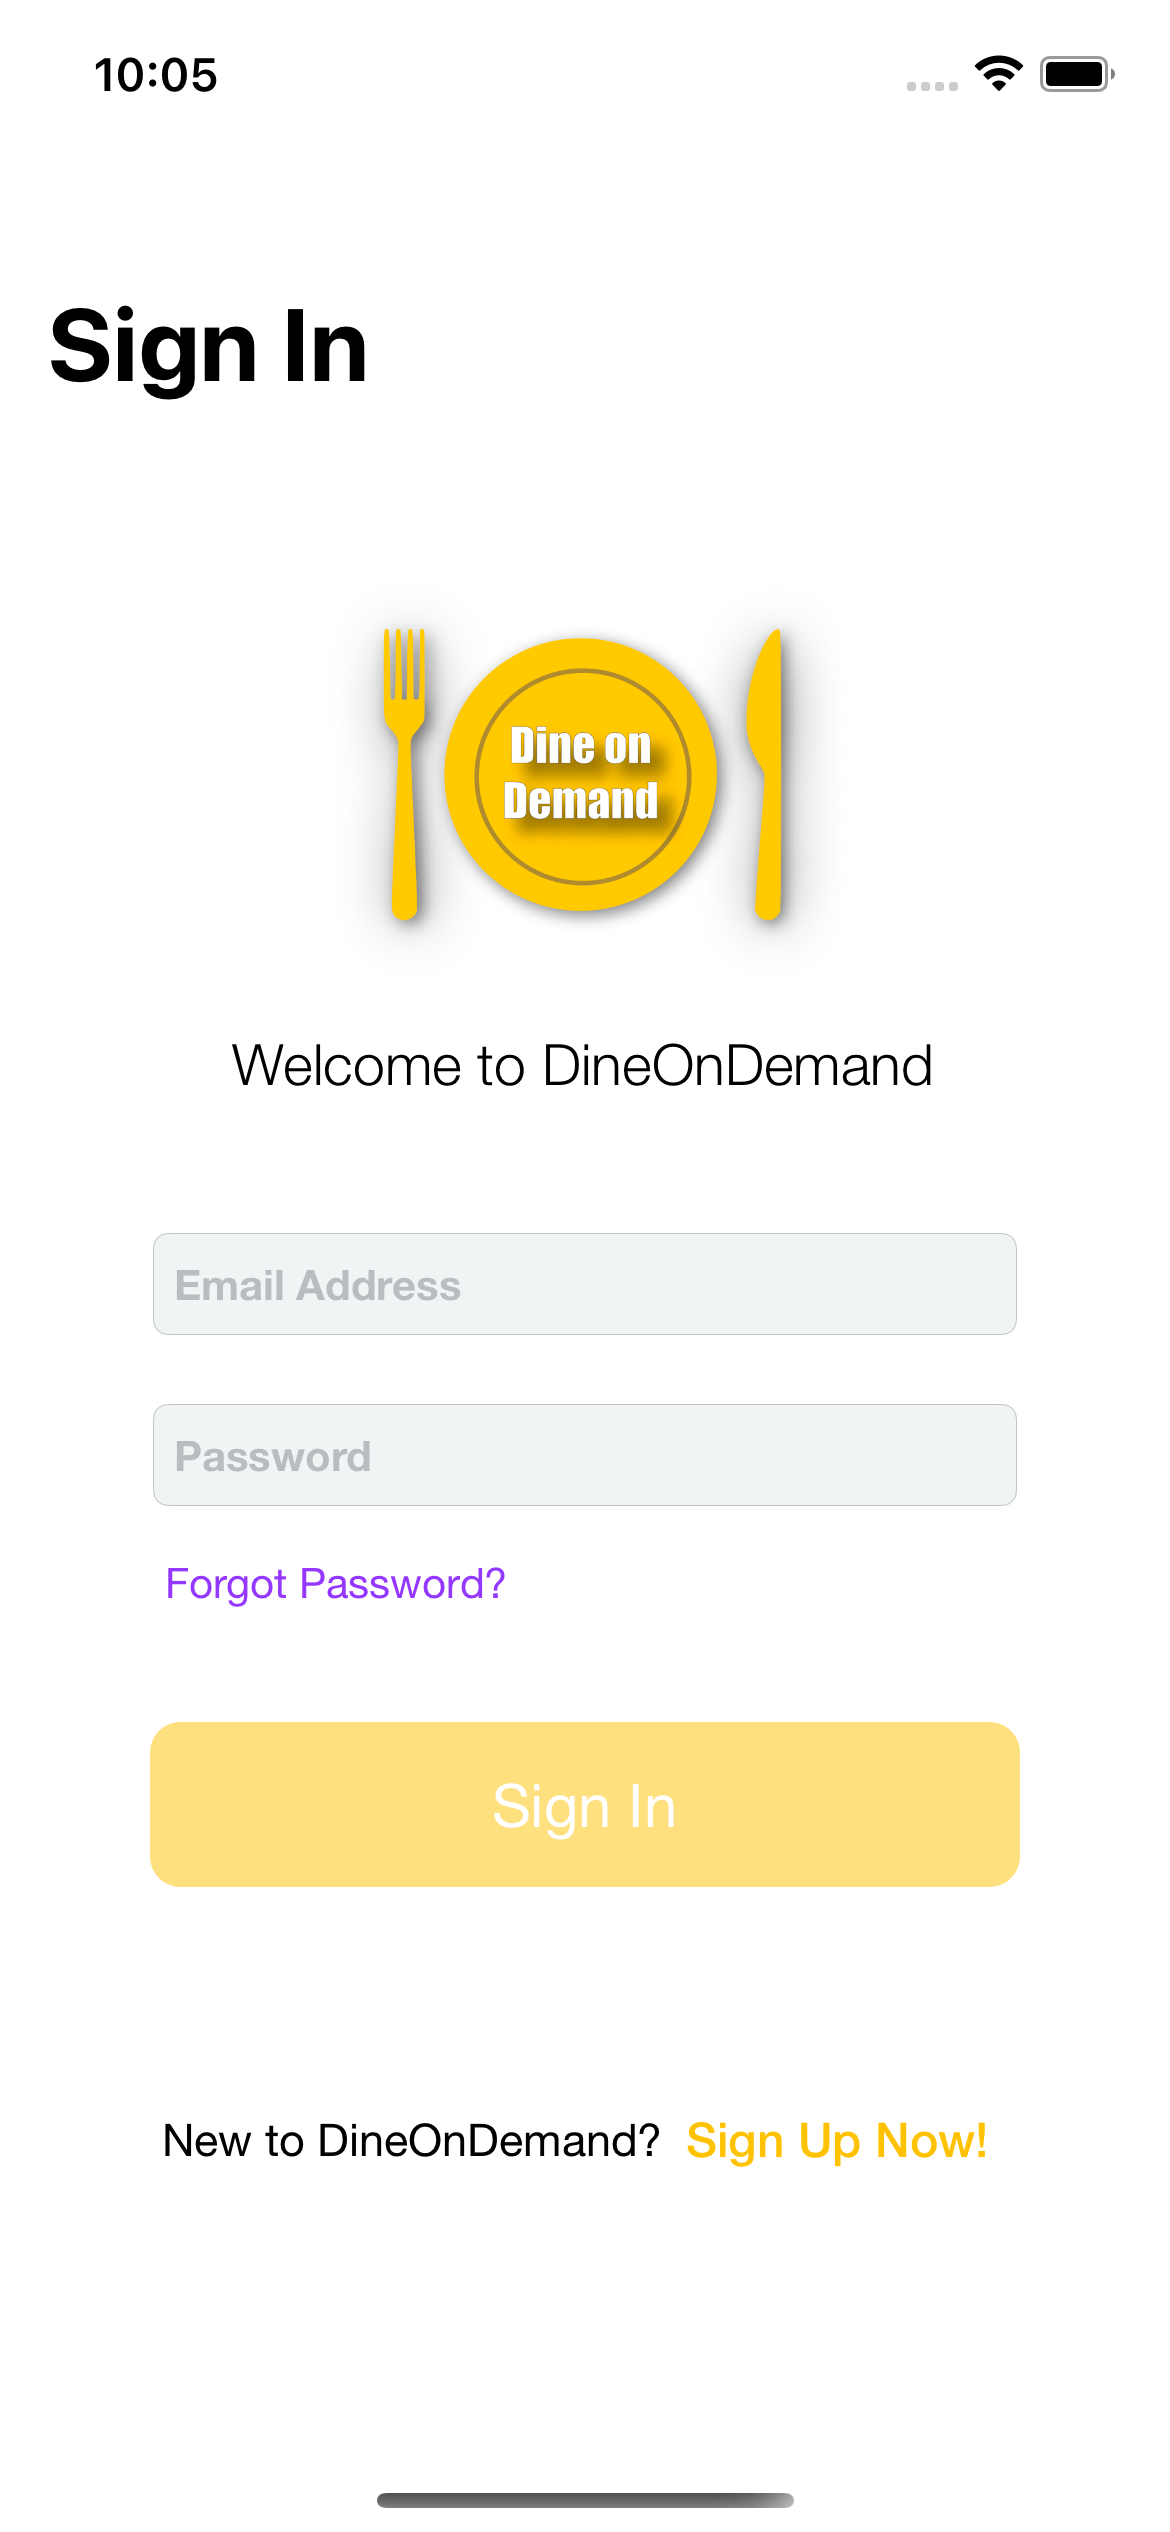 10:05
Sign In
Dine on
Demand
Welcome to DineOnDemand
Email Address
Password
Forgot Password?
Sign In
New to DineOnDemand? Sign Up Now!